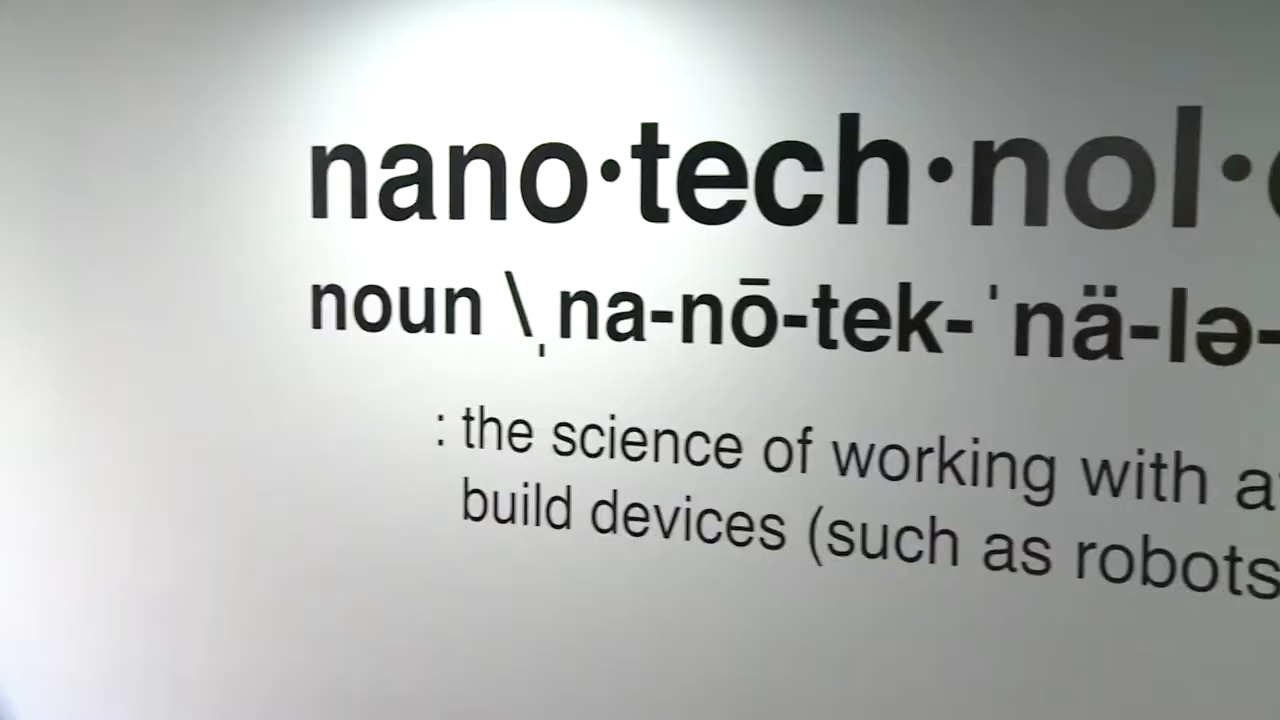 nano·tech·nol·
noun \ˌna-nō-tek-ˈnä-lə-
: the science of working with
build devices (such as robots